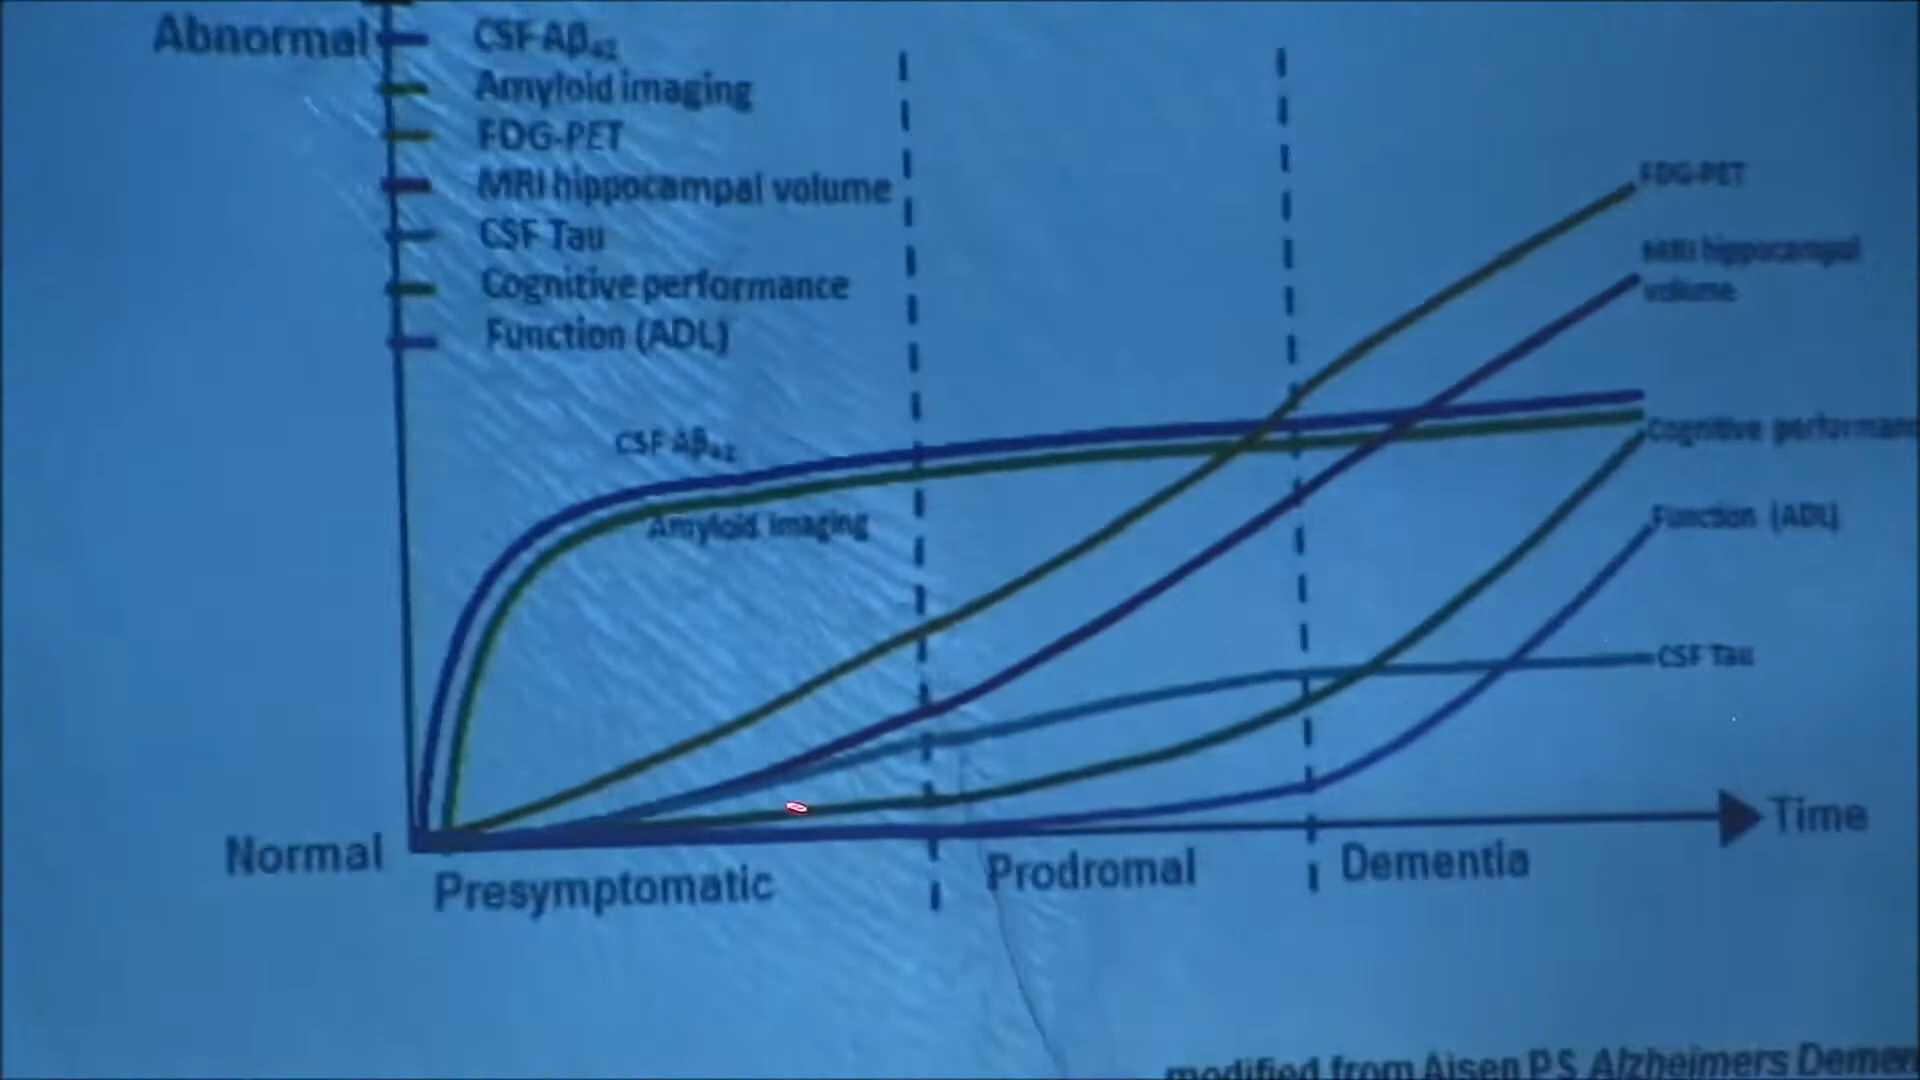 Abnormal
CSF Aβ₄₂
Amyloid imaging
FDG-PET
MRI hippocampal volume
CSF Tau
Cognitive performance
Function (ADL)
CSF Aβ₄₂
Amyloid imaging
FDG-PET
MRI hippocampal
volume
Cognitive performanc
Function (ADL)
CSF Tau
Normal
Time
Presymptomatic
Prodromal
Dementia
modified from Aisen PS Alzheimers Demen